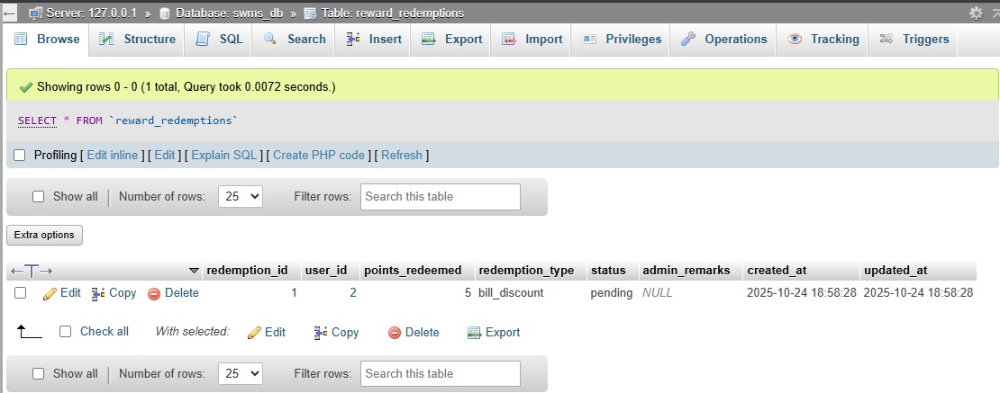 Server: 127.0.0.1 » Database: swms_db » Table: reward_redemptions
Browse Structure SQL Search Insert Export Import Privileges Operations Tracking Triggers
Showing rows 0 - 0 (1 total, Query took 0.0072 seconds.)
SELECT * FROM `reward_redemptions`
Profiling [ Edit inline ] [ Edit ] [ Explain SQL ] [ Create PHP code ] [ Refresh ]
Show all Number of rows: 25 Filter rows: Search this table
Extra options
redemption_id user_id points_redeemed redemption_type status admin_remarks created_at updated_at
Edit Copy Delete 1 2 5 bill_discount pending NULL 2025-10-24 18:58:28 2025-10-24 18:58:28
Check all With selected: Edit Copy Delete Export
Show all Number of rows: 25 Filter rows: Search this table